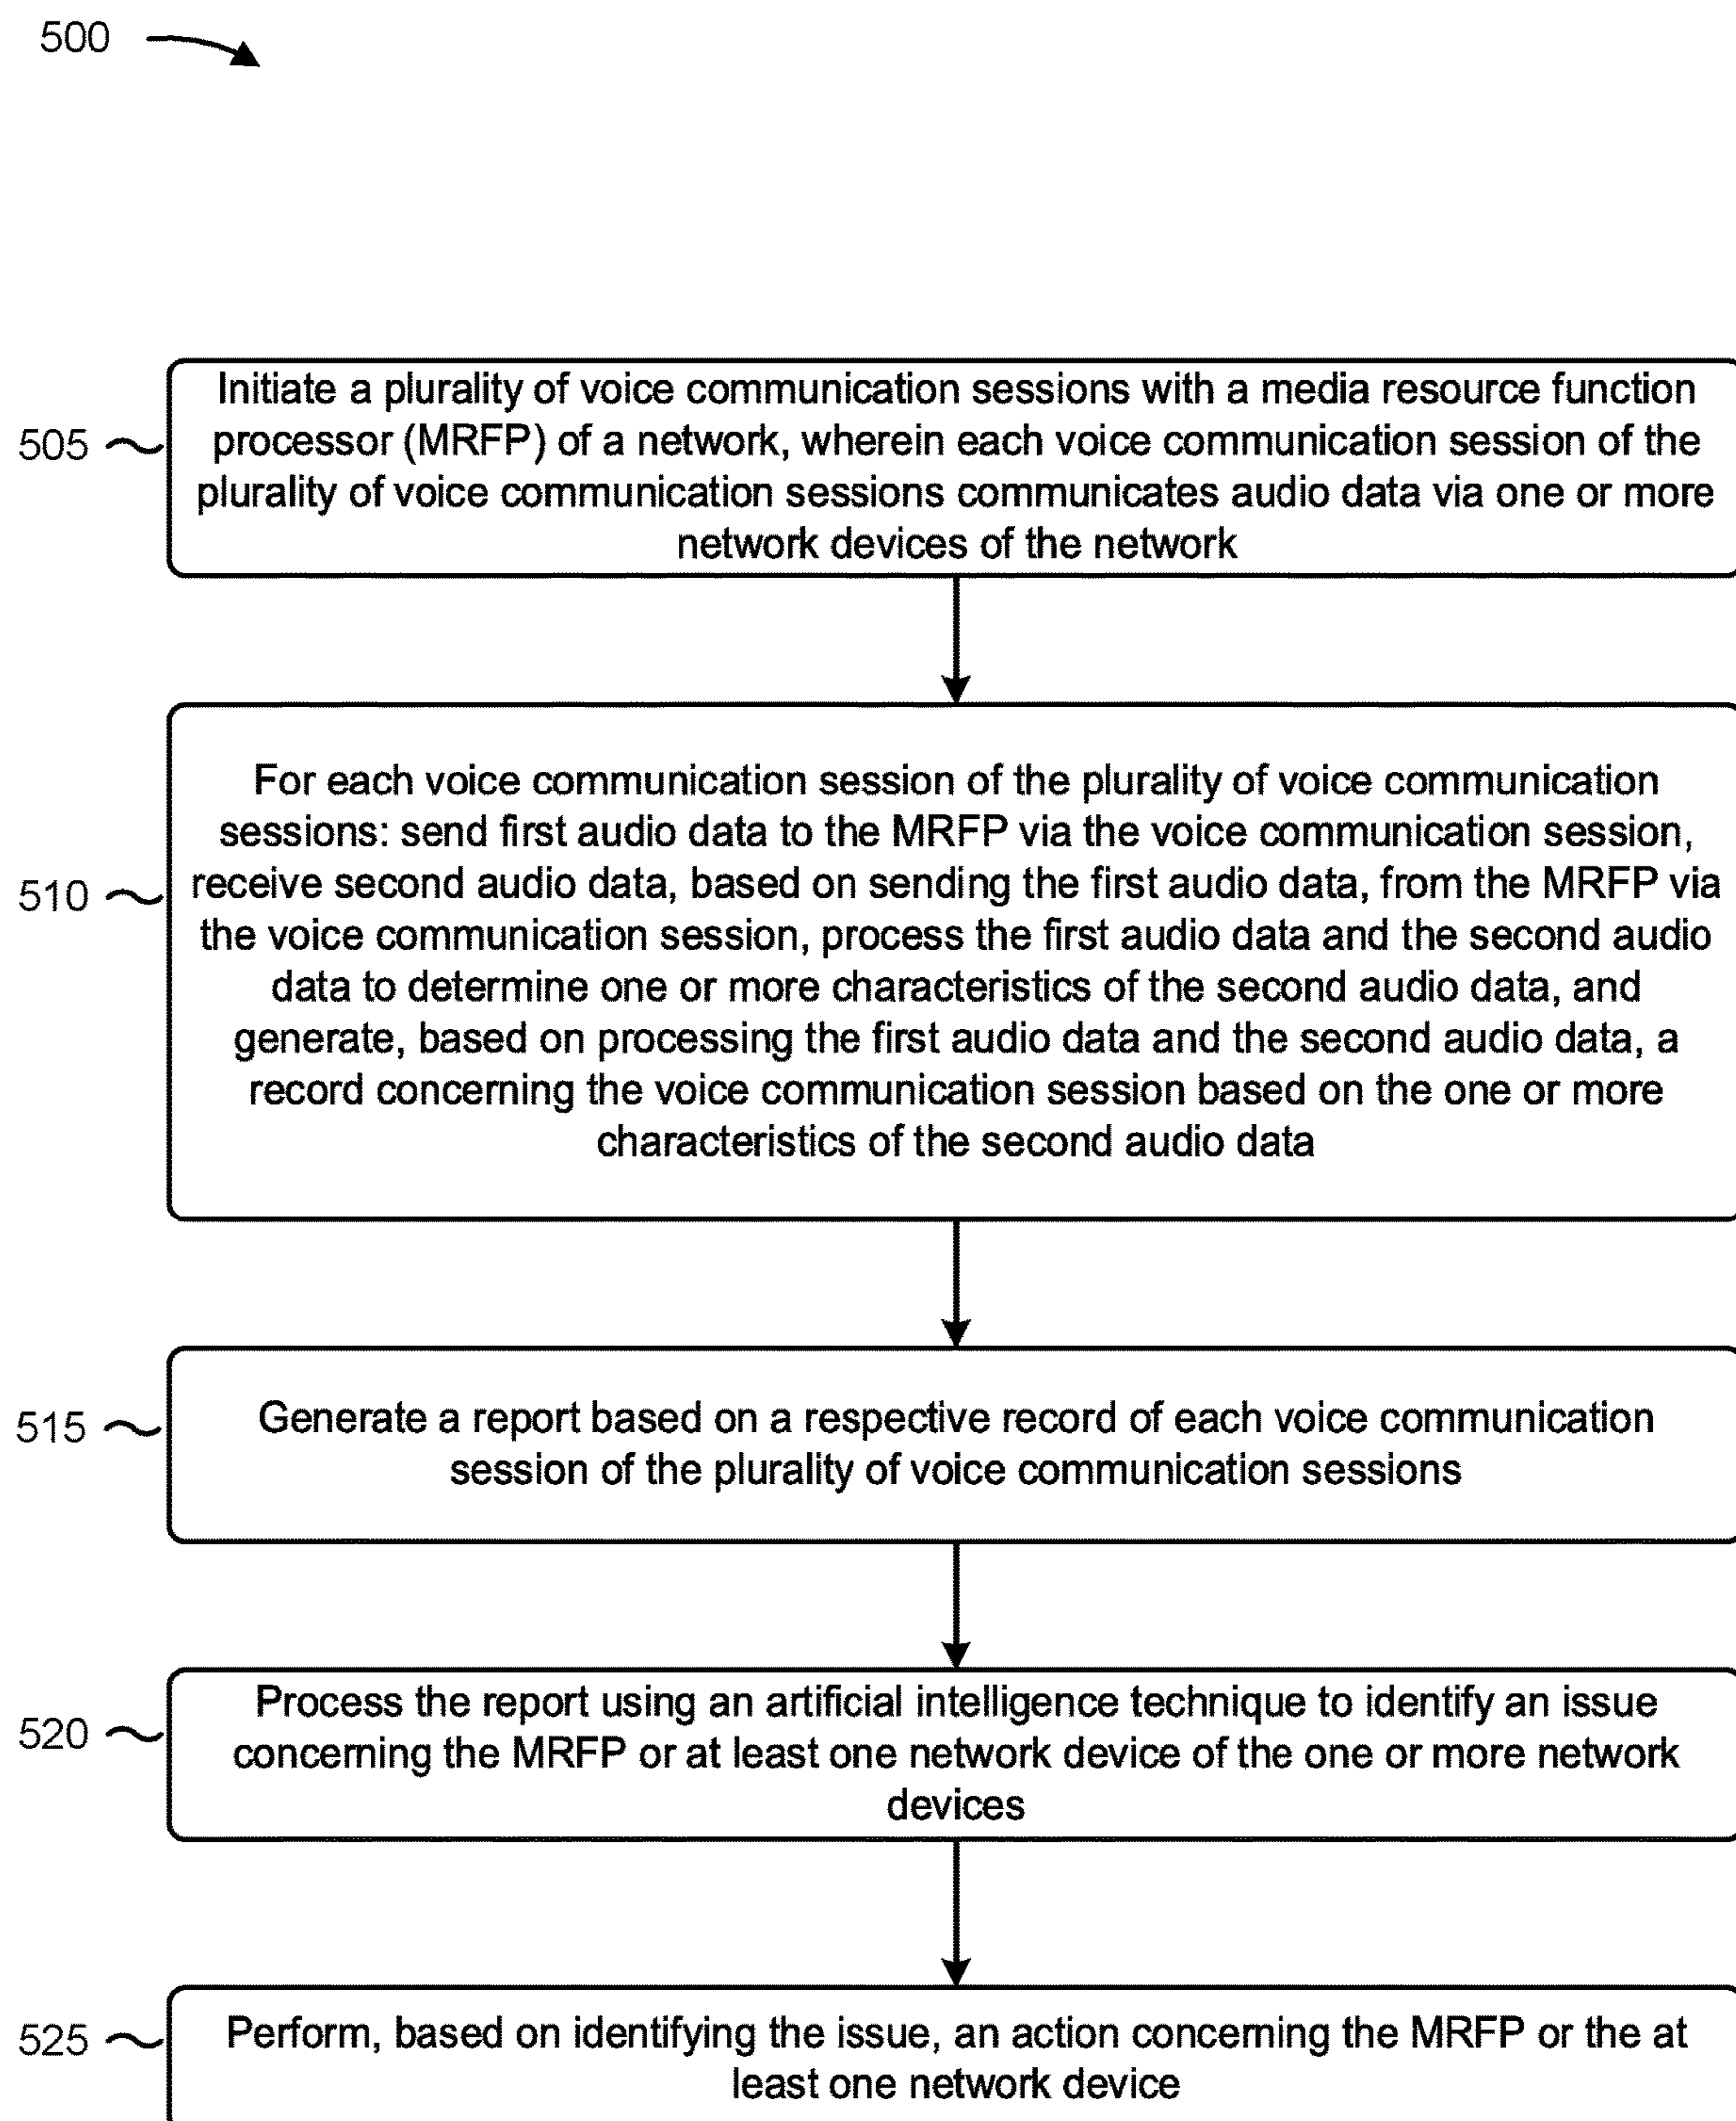 500
Initiate a plurality of voice communication sessions with a media resource function
processor (MRFP) of a network, wherein each voice communication session of the
plurality of voice communication sessions communicates audio data via one or more
network devices of the network
505
For each voice communication session of the plurality of voice communication
sessions: send first audio data to the MRFP via the voice communication session,
receive second audio data, based on sending the first audio data, from the MRFP via
the voice communication session, process the first audio data and the second audio
data to determine one or more characteristics of the second audio data, and
generate, based on processing the first audio data and the second audio data, a
record concerning the voice communication session based on the one or more
characteristics of the second audio data
510
Generate a report based on a respective record of each voice communication
session of the plurality of voice communication sessions
515
Process the report using an artificial intelligence technique to identify an issue
concerning the MRFP or at least one network device of the one or more network
devices
520
Perform, based on identifying the issue, an action concerning the MRFP or the at
least one network device
525